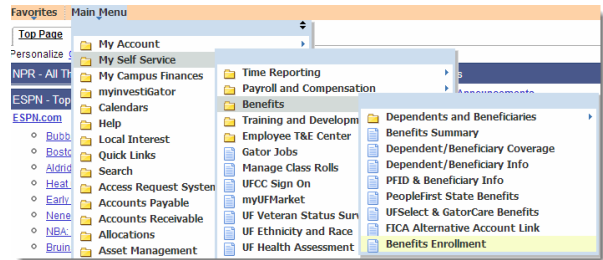 Favorites Main Menu
Top Page
Personalize
NPR - All Th
ESPN - Top
ESPN.com
Bubb
Bosto
Aldrid
Heat
Early
Nene
NBA:
Bruin
My Account
My Self Service
My Campus Finances
myinvestiGator
Calendars
Help
Local Interest
Quick Links
Search
Access Request System
Accounts Payable
Accounts Receivable
Allocations
Asset Management
Time Reporting
Payroll and Compensation
Benefits
Training and Developm
Employee T&E Center
Gator Jobs
Manage Class Rolls
UFCC Sign On
myUFMarket
UF Veteran Status Surv
UF Ethnicity and Race
UF Health Assessment
s
Announcements
Dependents and Beneficiaries
Benefits Summary
Dependent/Beneficiary Coverage
Dependent/Beneficiary Info
PFID & Beneficiary Info
PeopleFirst State Benefits
UFSelect & GatorCare Benefits
FICA Alternative Account Link
Benefits Enrollment